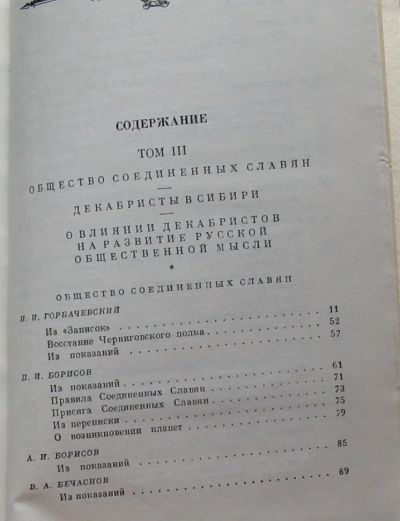 СОДЕРЖАНИЕ
ТОМ III
ОБЩЕСТВО СОЕДИНЕННЫХ СЛАВЯН
ДЕКАБРИСТЫ В СИБИРИ
О ВЛИЯНИИ ДЕКАБРИСТОВ
НА РАЗВИТИЕ РУССКОЙ
ОБЩЕСТВЕННОЙ МЫСЛИ
*
ОБЩЕСТВО СОЕДИНЕННЫХ СЛАВЯН
И. И. ГОРБАЧЕВСКИЙ
Из «Записок» 11
Восстание Черниговского полка 52
Из показаний 57
П. И. БОРИСОВ
Из показаний 61
Правила Соединенных Славян 71
Присяга Соединенных Славян 73
Из переписки 75
О возникновении планет 79
А. И. БОРИСОВ
Из показаний 85
В. А. БЕЧАСНОВ
Из показаний 89